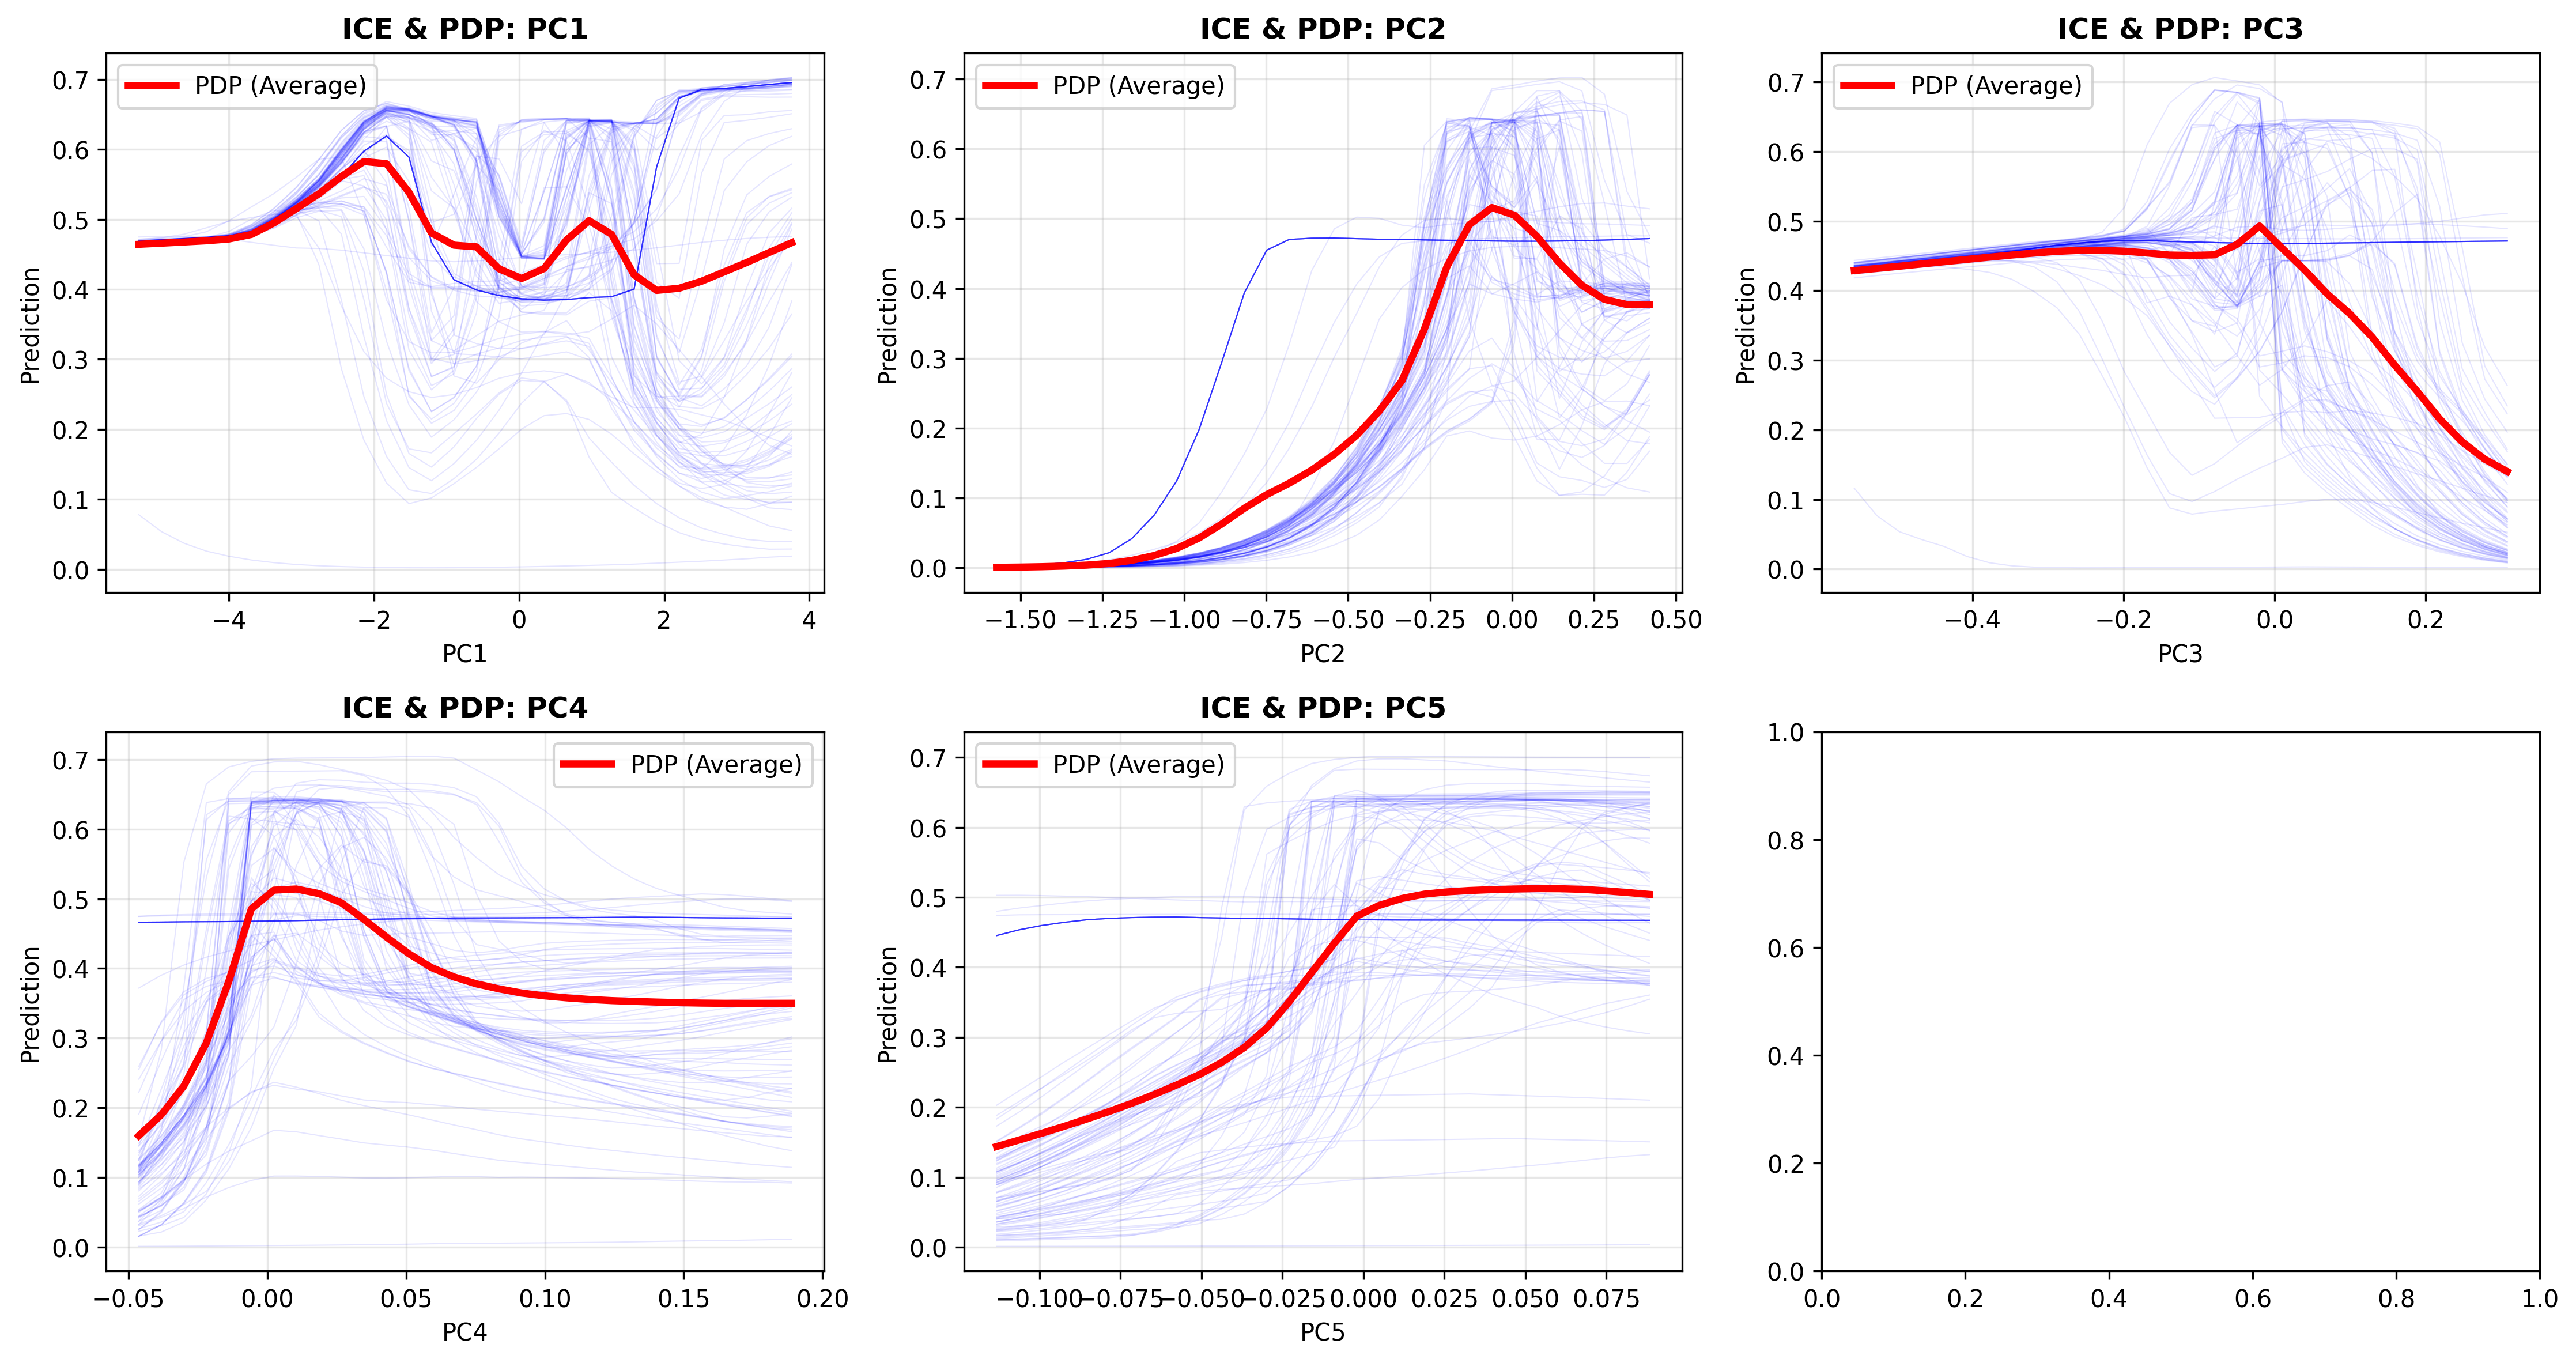 ICE & PDP: PC1
PDP (Average)
Prediction
0.7
0.6
0.5
0.4
0.3
0.2
0.1
0.0
−4 −2 0 2 4
PC1
ICE & PDP: PC2
PDP (Average)
Prediction
0.7
0.6
0.5
0.4
0.3
0.2
0.1
0.0
−1.50 −1.25 −1.00 −0.75 −0.50 −0.25 0.00 0.25 0.50
PC2
ICE & PDP: PC3
PDP (Average)
Prediction
0.7
0.6
0.5
0.4
0.3
0.2
0.1
0.0
−0.4 −0.2 0.0 0.2
PC3
ICE & PDP: PC4
PDP (Average)
Prediction
0.7
0.6
0.5
0.4
0.3
0.2
0.1
0.0
−0.05 0.00 0.05 0.10 0.15 0.20
PC4
ICE & PDP: PC5
PDP (Average)
Prediction
0.7
0.6
0.5
0.4
0.3
0.2
0.1
0.0
−0.100 −0.075 −0.050 −0.025 0.000 0.025 0.050 0.075
PC5
1.0
0.8
0.6
0.4
0.2
0.0
0.0 0.2 0.4 0.6 0.8 1.0